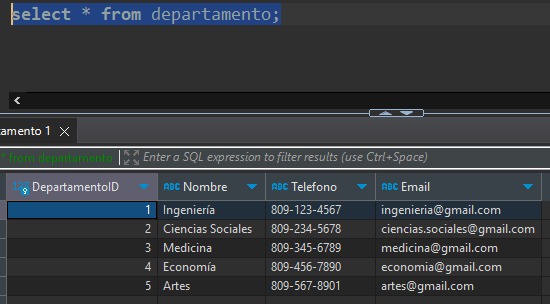 select * from departamento;
tamento 1
* from departamento Enter a SQL expression to filter results (use Ctrl+Space)
DepartamentoID ABC Nombre ABC Telefono ABC Email
1 Ingeniería 809-123-4567 ingenieria@gmail.com
2 Ciencias Sociales 809-234-5678 ciencias.sociales@gmail.com
3 Medicina 809-345-6789 medicina@gmail.com
4 Economía 809-456-7890 economia@gmail.com
5 Artes 809-567-8901 artes@gmail.com